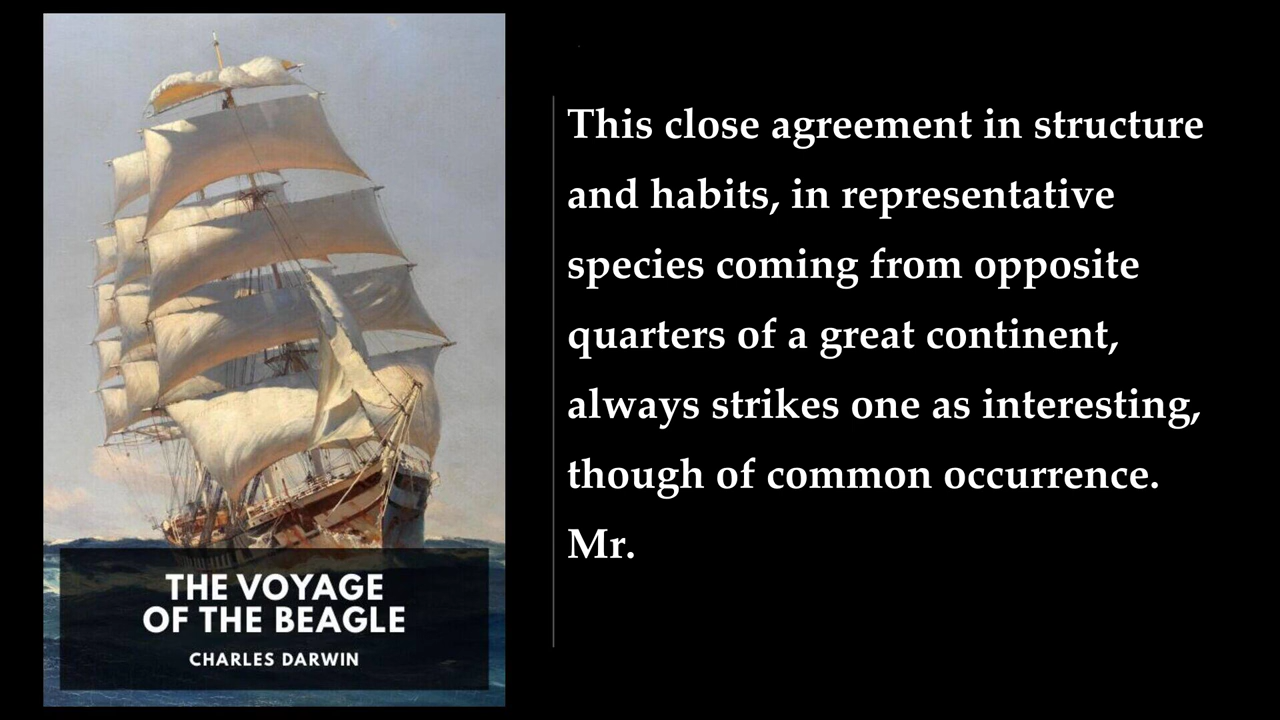 THE VOYAGE
OF THE BEAGLE
CHARLES DARWIN
This close agreement in structure
and habits, in representative
species coming from opposite
quarters of a great continent,
always strikes one as interesting,
though of common occurrence.
Mr.